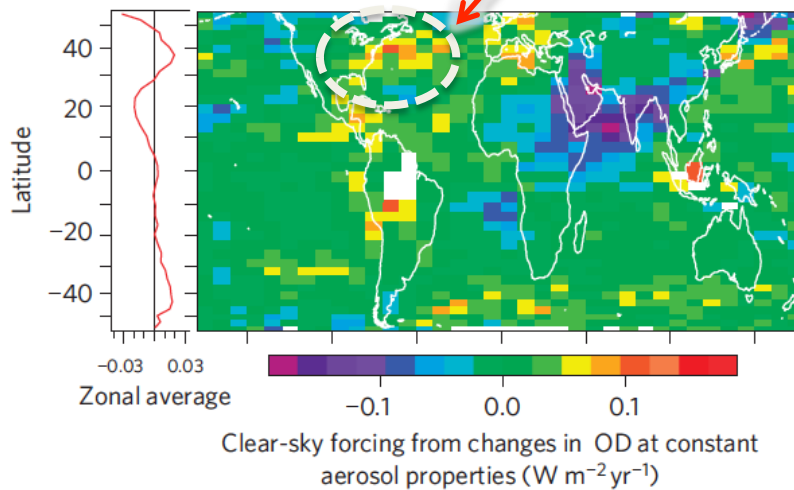 Latitude
40
20
0
−20
−40
−0.03 0.03
Zonal average
−0.1 0.0 0.1
Clear-sky forcing from changes in OD at constant
aerosol properties (W m⁻² yr⁻¹)